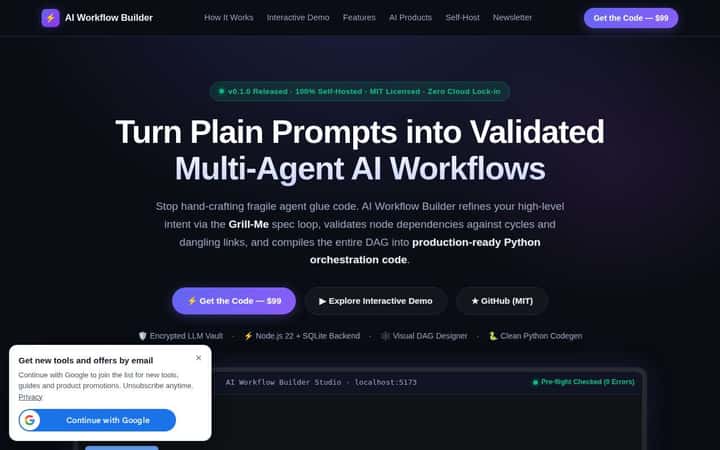 ⚡ AI Workflow Builder
How It Works Interactive Demo Features AI Products Self-Host Newsletter
Get the Code — $99
v0.1.0 Released · 100% Self-Hosted · MIT Licensed · Zero Cloud Lock-in
Turn Plain Prompts into Validated
Multi-Agent AI Workflows
Stop hand-crafting fragile agent glue code. AI Workflow Builder refines your high-level
intent via the Grill-Me spec loop, validates node dependencies against cycles and
dangling links, and compiles the entire DAG into production-ready Python
orchestration code.
⚡ Get the Code — $99
▶ Explore Interactive Demo
★ GitHub (MIT)
🛡️ Encrypted LLM Vault · ⚡ Node.js 22 + SQLite Backend · 🕸️ Visual DAG Designer · 🐍 Clean Python Codegen
AI Workflow Builder Studio · localhost:5173
Pre-flight Checked (0 Errors)
Get new tools and offers by email
×
Continue with Google to join the list for new tools,
guides and product promotions. Unsubscribe anytime.
Privacy
Continue with Google